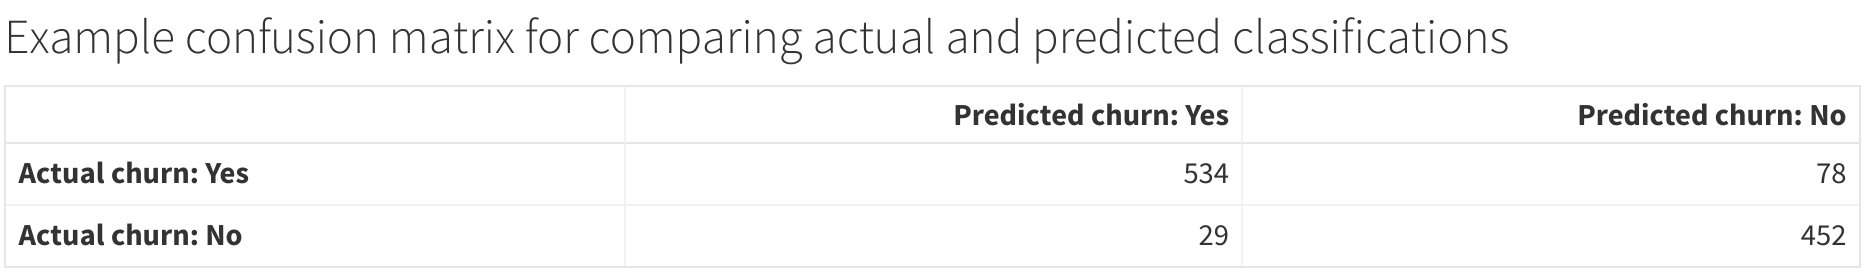 Example confusion matrix for comparing actual and predicted classifications
Predicted churn: Yes Predicted churn: No
Actual churn: Yes 534 78
Actual churn: No 29 452